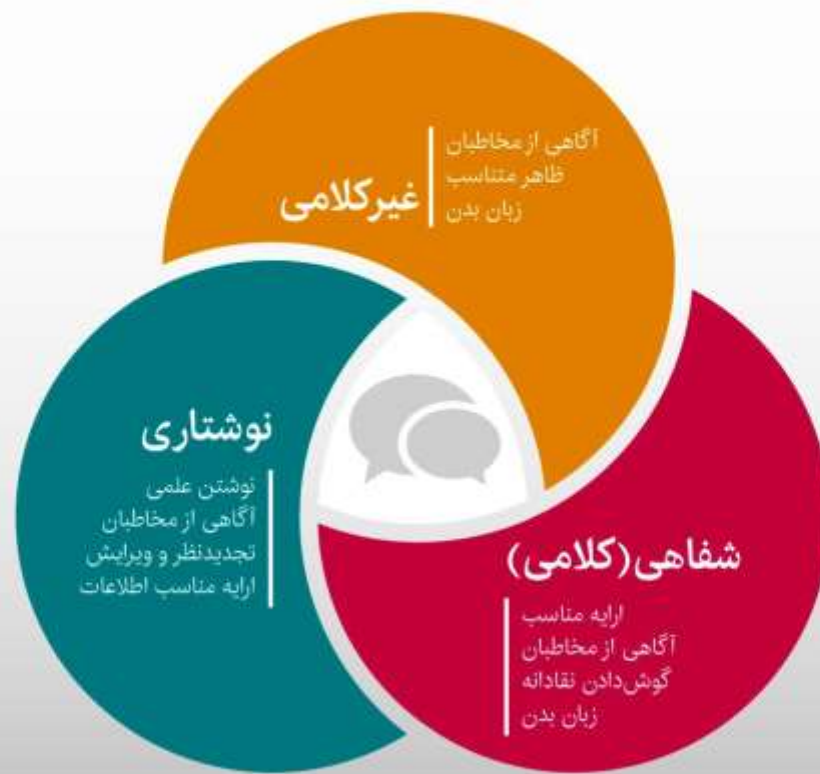 غیرکلامی
آگاهی از مخاطبان
ظاهر متناسب
زبان بدن
نوشتاری
نوشتن علمی
آگاهی از مخاطبان
تجدیدنظر و ویرایش
ارایه مناسب اطلاعات
شفاهی(کلامی)
ارایه مناسب
آگاهی از مخاطبان
گوش‌دادن نقادانه
زبان بدن